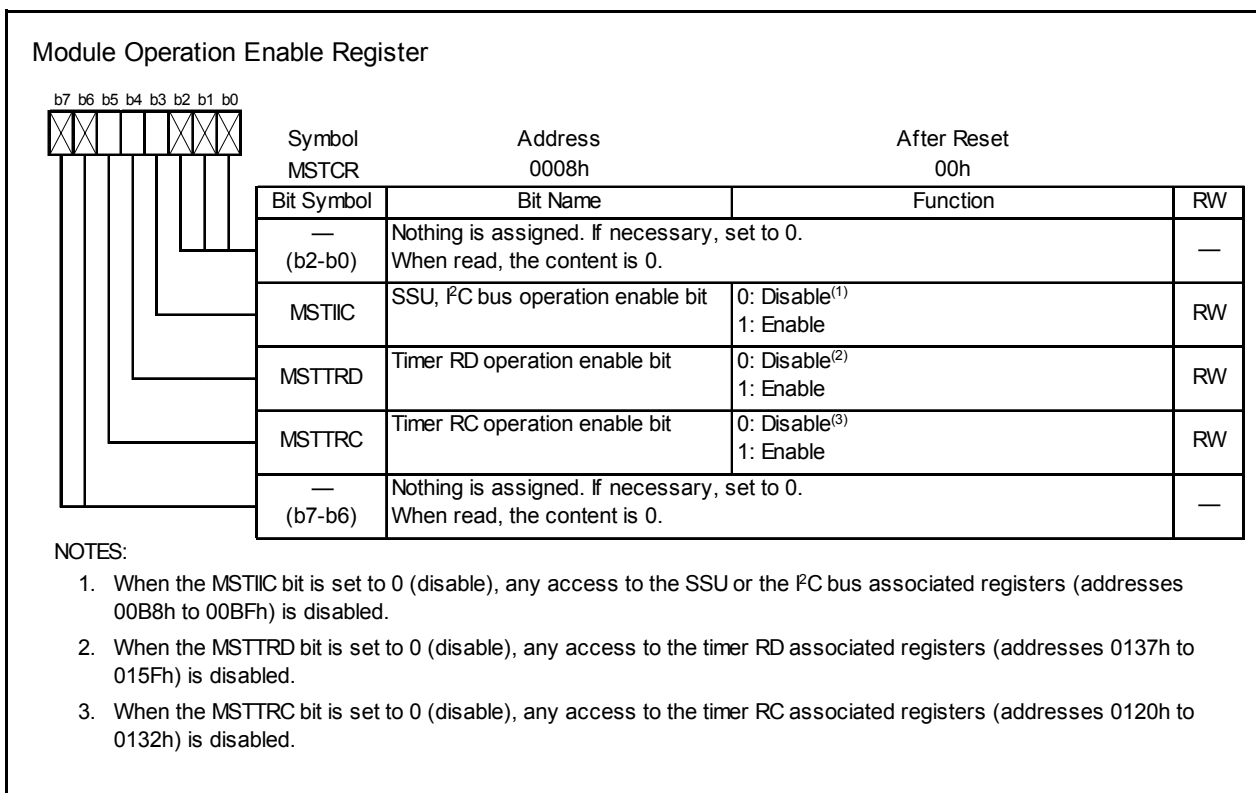 Module Operation Enable Register
b7 b6 b5 b4 b3 b2 b1 b0
Symbol Address After Reset
MSTCR 0008h 00h
Bit Symbol Bit Name Function RW
— Nothing is assigned. If necessary, set to 0. —
(b2-b0) When read, the content is 0.
MSTIIC SSU, I²C bus operation enable bit 0: Disable(1) RW
1: Enable
MSTTRD Timer RD operation enable bit 0: Disable(2) RW
1: Enable
MSTTRC Timer RC operation enable bit 0: Disable(3) RW
1: Enable
— Nothing is assigned. If necessary, set to 0. —
(b7-b6) When read, the content is 0.
NOTES:
1. When the MSTIIC bit is set to 0 (disable), any access to the SSU or the I²C bus associated registers (addresses
00B8h to 00BFh) is disabled.
2. When the MSTTRD bit is set to 0 (disable), any access to the timer RD associated registers (addresses 0137h to
015Fh) is disabled.
3. When the MSTTRC bit is set to 0 (disable), any access to the timer RC associated registers (addresses 0120h to
0132h) is disabled.